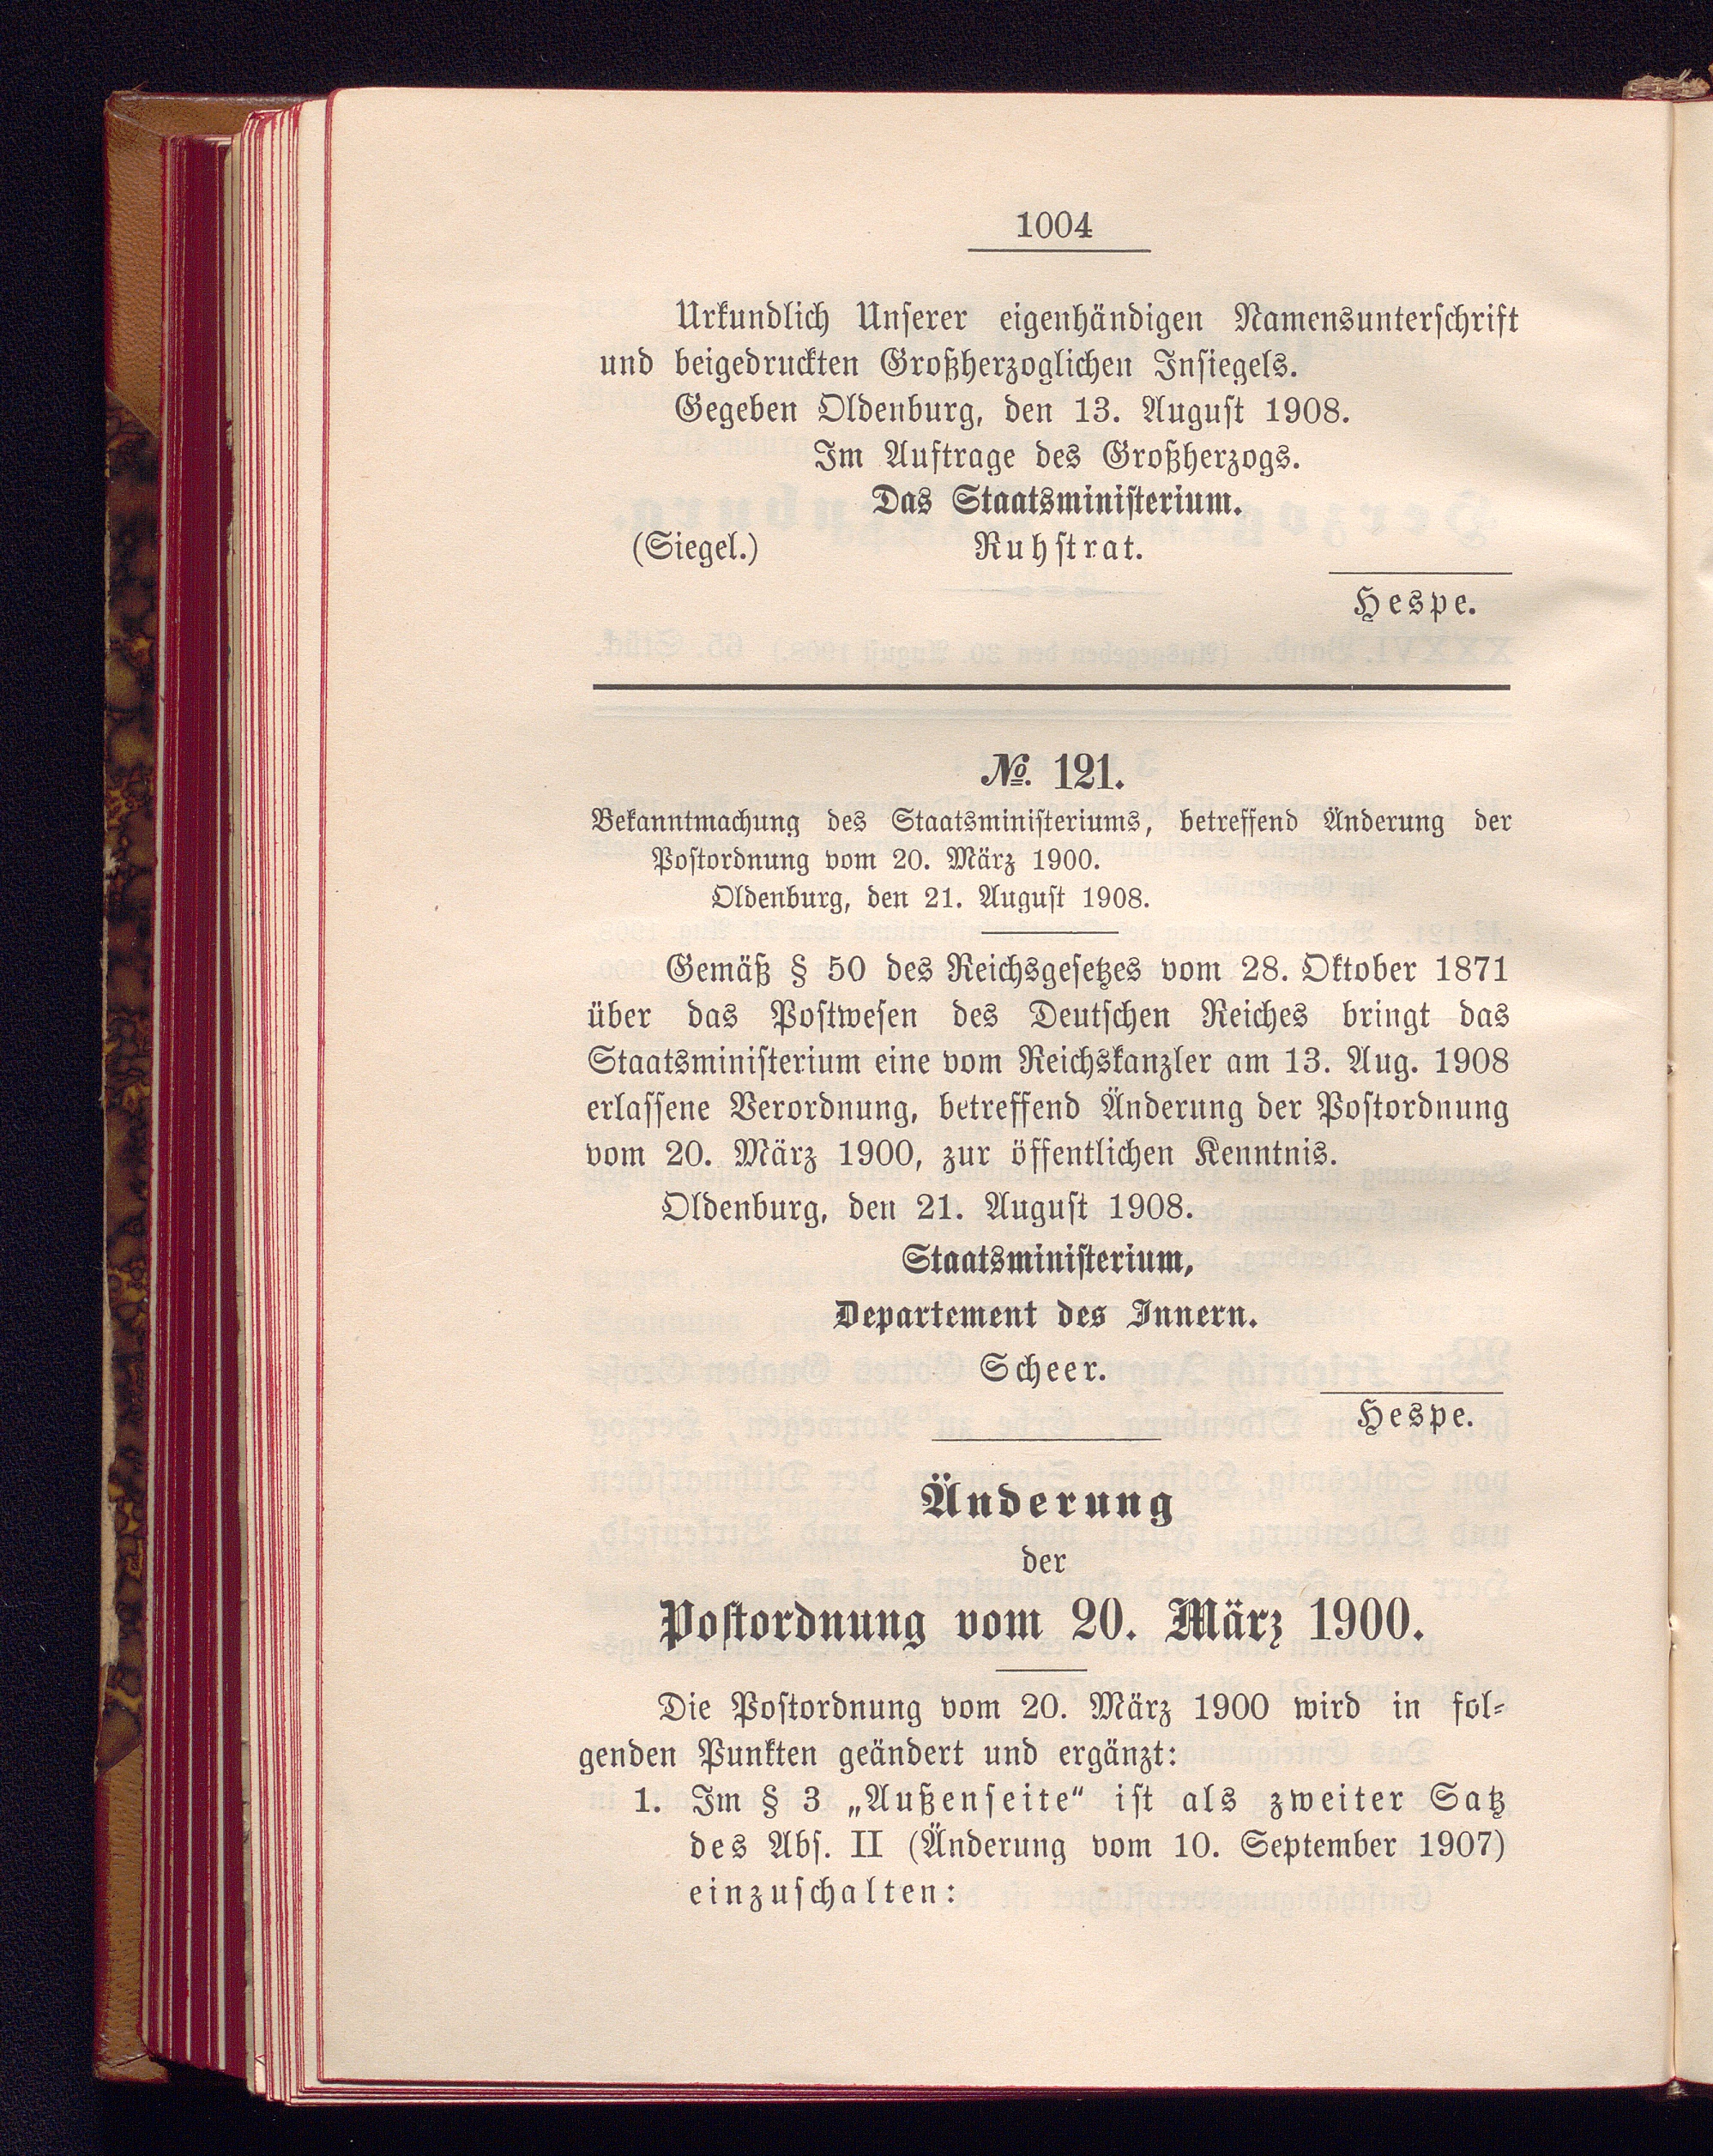 1004
Urkundlich Unserer eigenhändigen Namensunterschrift
und beigedruckten Großherzoglichen Insiegels.
Gegeben Oldenburg, den 13. August 1908.
Im Auftrage des Großherzogs.
Das Staatsministerium.
(Siegel.) Ruhstrat.
Hespe.
№. 121.
Bekanntmachung des Staatsministeriums, betreffend Änderung der
Postordnung vom 20. März 1900.
Oldenburg, den 21. August 1908.
Gemäß § 50 des Reichsgesetzes vom 28. Oktober 1871
über das Postwesen des Deutschen Reiches bringt das
Staatsministerium eine vom Reichskanzler am 13. Aug. 1908
erlassene Verordnung, betreffend Änderung der Postordnung
vom 20. März 1900, zur öffentlichen Kenntnis.
Oldenburg, den 21. August 1908.
Staatsministerium,
Departement des Innern.
Scheer.
Hespe.
Änderung
der
Postordnung vom 20. März 1900.
Die Postordnung vom 20. März 1900 wird in fol-
genden Punkten geändert und ergänzt:
1. Im § 3 „Außenseite“ ist als zweiter Satz
des Abs. II (Änderung vom 10. September 1907)
einzuschalten: